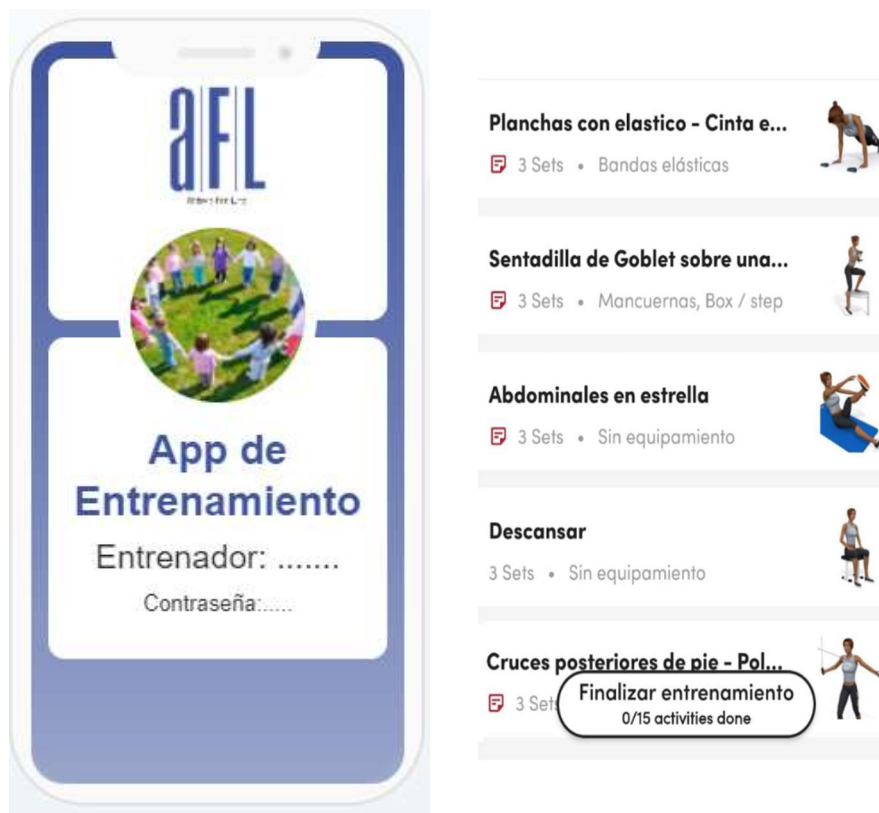 aFL
App de
Entrenamiento
Entrenador: .......
Contraseña:.....
Planchas con elastico - Cinta e...
3 Sets • Bandas elásticas
Sentadilla de Goblet sobre una...
3 Sets • Mancuernas, Box / step
Abdominales en estrella
3 Sets • Sin equipamiento
Descansar
3 Sets • Sin equipamiento
Cruces posteriores de pie - Pol...
3 Set
Finalizar entrenamiento
0/15 activities done